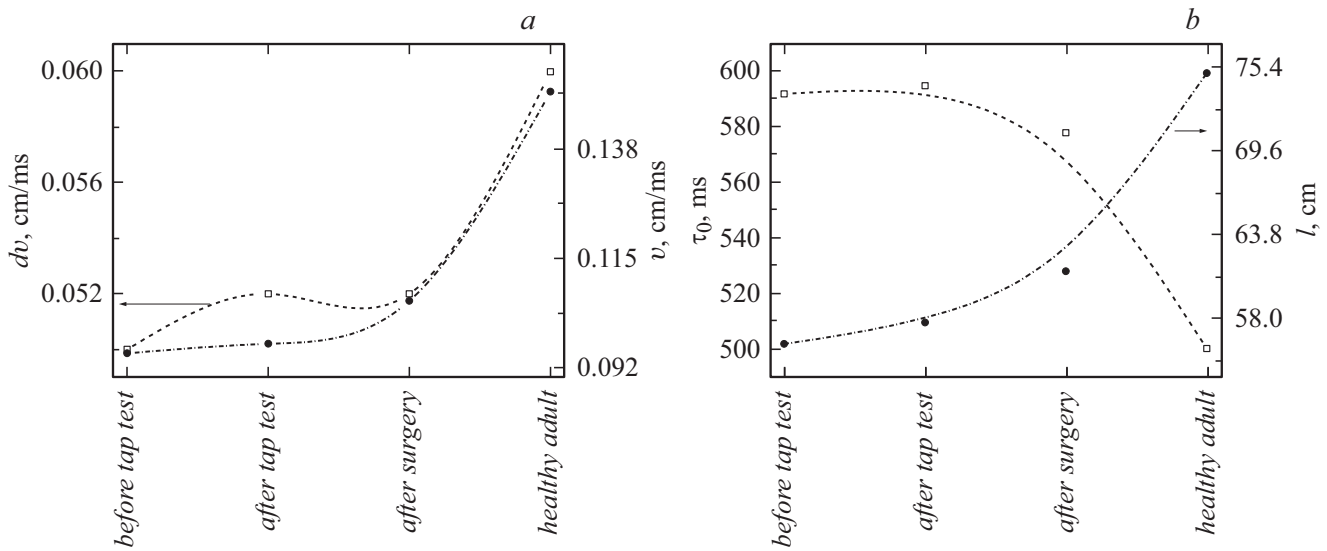 a
0.060
0.056
0.052
dv, cm/ms
0.138
0.115
0.092
v, cm/ms
before tap test
after tap test
after surgery
healthy adult
b
600
580
560
540
520
510
500
τ0, ms
75.4
69.6
63.8
58.0
l, cm
before tap test
after tap test
after surgery
healthy adult